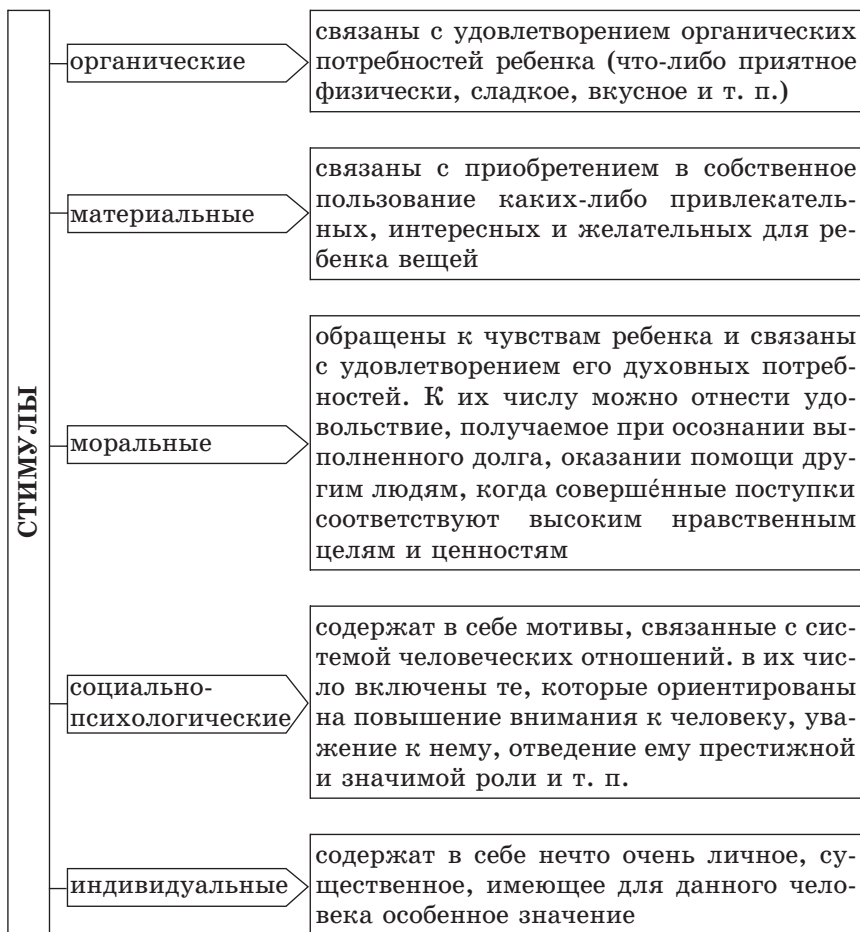 СТИМУЛЫ
органические
связаны с удовлетворением органических
потребностей ребенка (что-либо приятное
физически, сладкое, вкусное и т. п.)
материальные
связаны с приобретением в собственное
пользование каких-либо привлекатель-
ных, интересных и желательных для ре-
бенка вещей
моральные
обращены к чувствам ребенка и связаны
с удовлетворением его духовных потреб-
ностей. К их числу можно отнести удо-
вольствие, получаемое при осознании вы-
полненного долга, оказании помощи дру-
гим людям, когда совершéнные поступки
соответствуют высоким нравственным
целям и ценностям
социально-
психологические
содержат в себе мотивы, связанные с сис-
темой человеческих отношений. в их чис-
ло включены те, которые ориентированы
на повышение внимания к человеку, ува-
жение к нему, отведение ему престижной
и значимой роли и т. п.
индивидуальные
содержат в себе нечто очень личное, су-
щественное, имеющее для данного чело-
века особенное значение